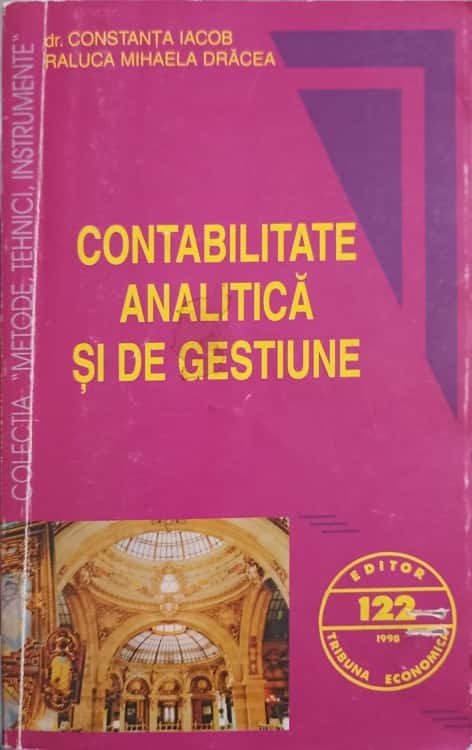 dr. CONSTANȚA IACOB
RALUCA MIHAELA DRĂCEA
COLECȚIA "METODE, TEHNICI, INSTRUMENTE"
CONTABILITATE
ANALITICĂ
ȘI DE GESTIUNE
EDITOR
122
1998
TRIBUNA ECONOMICĂ